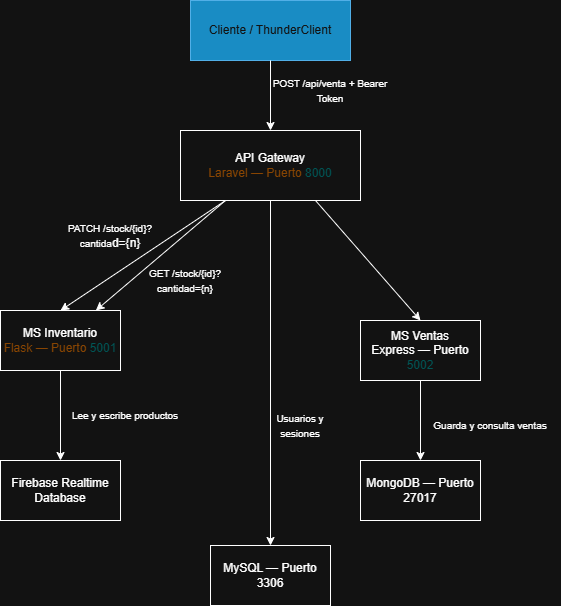 Cliente / ThunderClient
POST /api/venta + Bearer
Token
API Gateway
Laravel — Puerto 8000
PATCH /stock/{id}?
cantidad={n}
GET /stock/{id}?
cantidad={n}
MS Inventario
Flask — Puerto 5001
MS Ventas
Express — Puerto
5002
Lee y escribe productos
Usuarios y
sesiones
Guarda y consulta ventas
Firebase Realtime
Database
MongoDB — Puerto
27017
MySQL — Puerto
3306